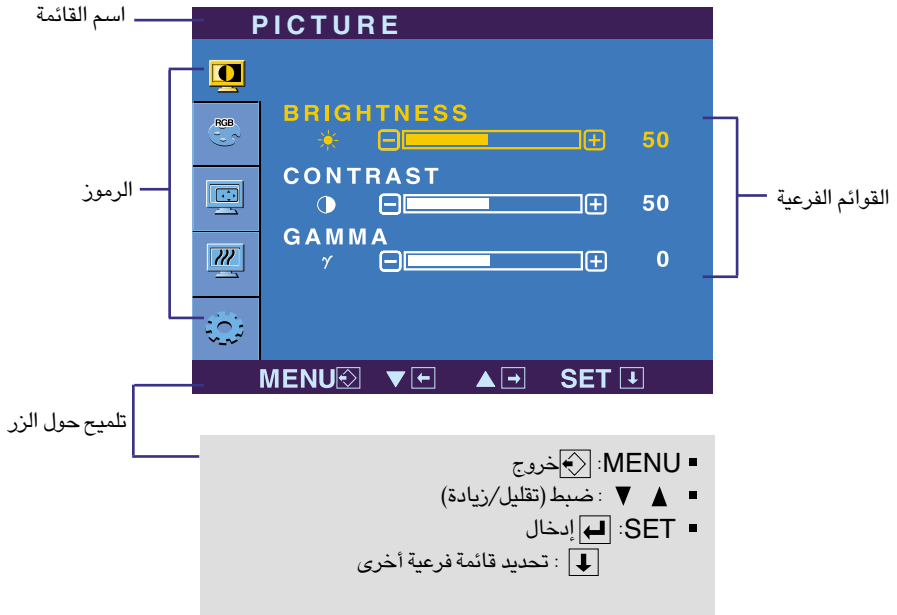 اسم القائمة
PICTURE
RGB
BRIGHTNESS
50
CONTRAST
50
GAMMA
γ
0
الرموز
القوائم الفرعية
MENU ▼ ← ▲ → SET ↓
تلميح حول الزر
▪ MENU: خروج
▪ ▲ ▼ : ضبط (تقليل/زيادة)
▪ SET: ↵ إدخال
↓ : تحديد قائمة فرعية أخرى